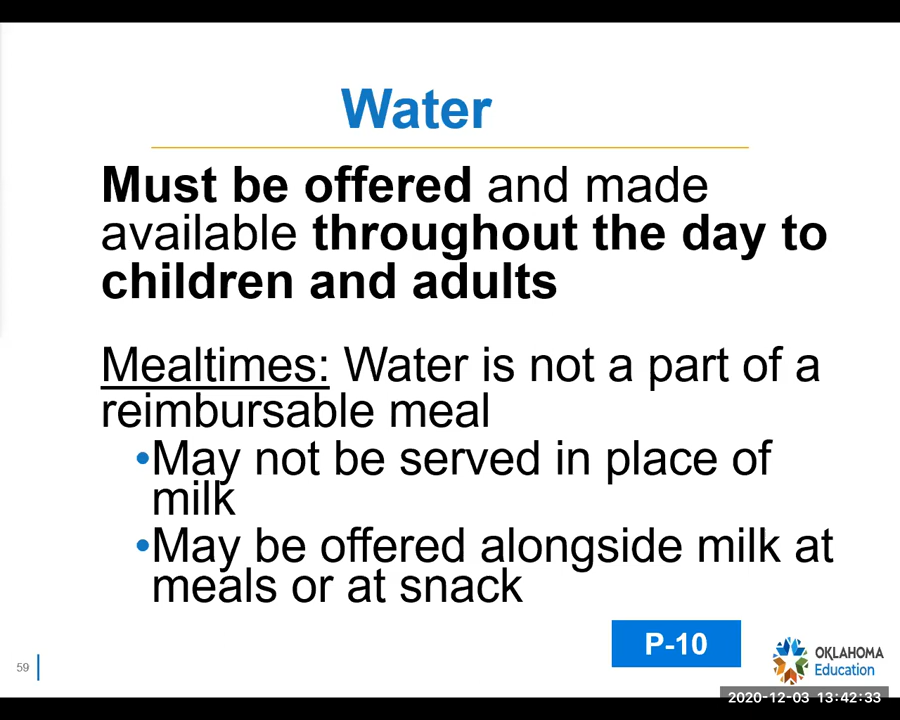 Water
Must be offered and made
available throughout the day to
children and adults
Mealtimes: Water is not a part of a
reimbursable meal
•May not be served in place of
milk
•May be offered alongside milk at
meals or at snack
P-10
59
OKLAHOMA
Education
2020-12-03 13:42:33